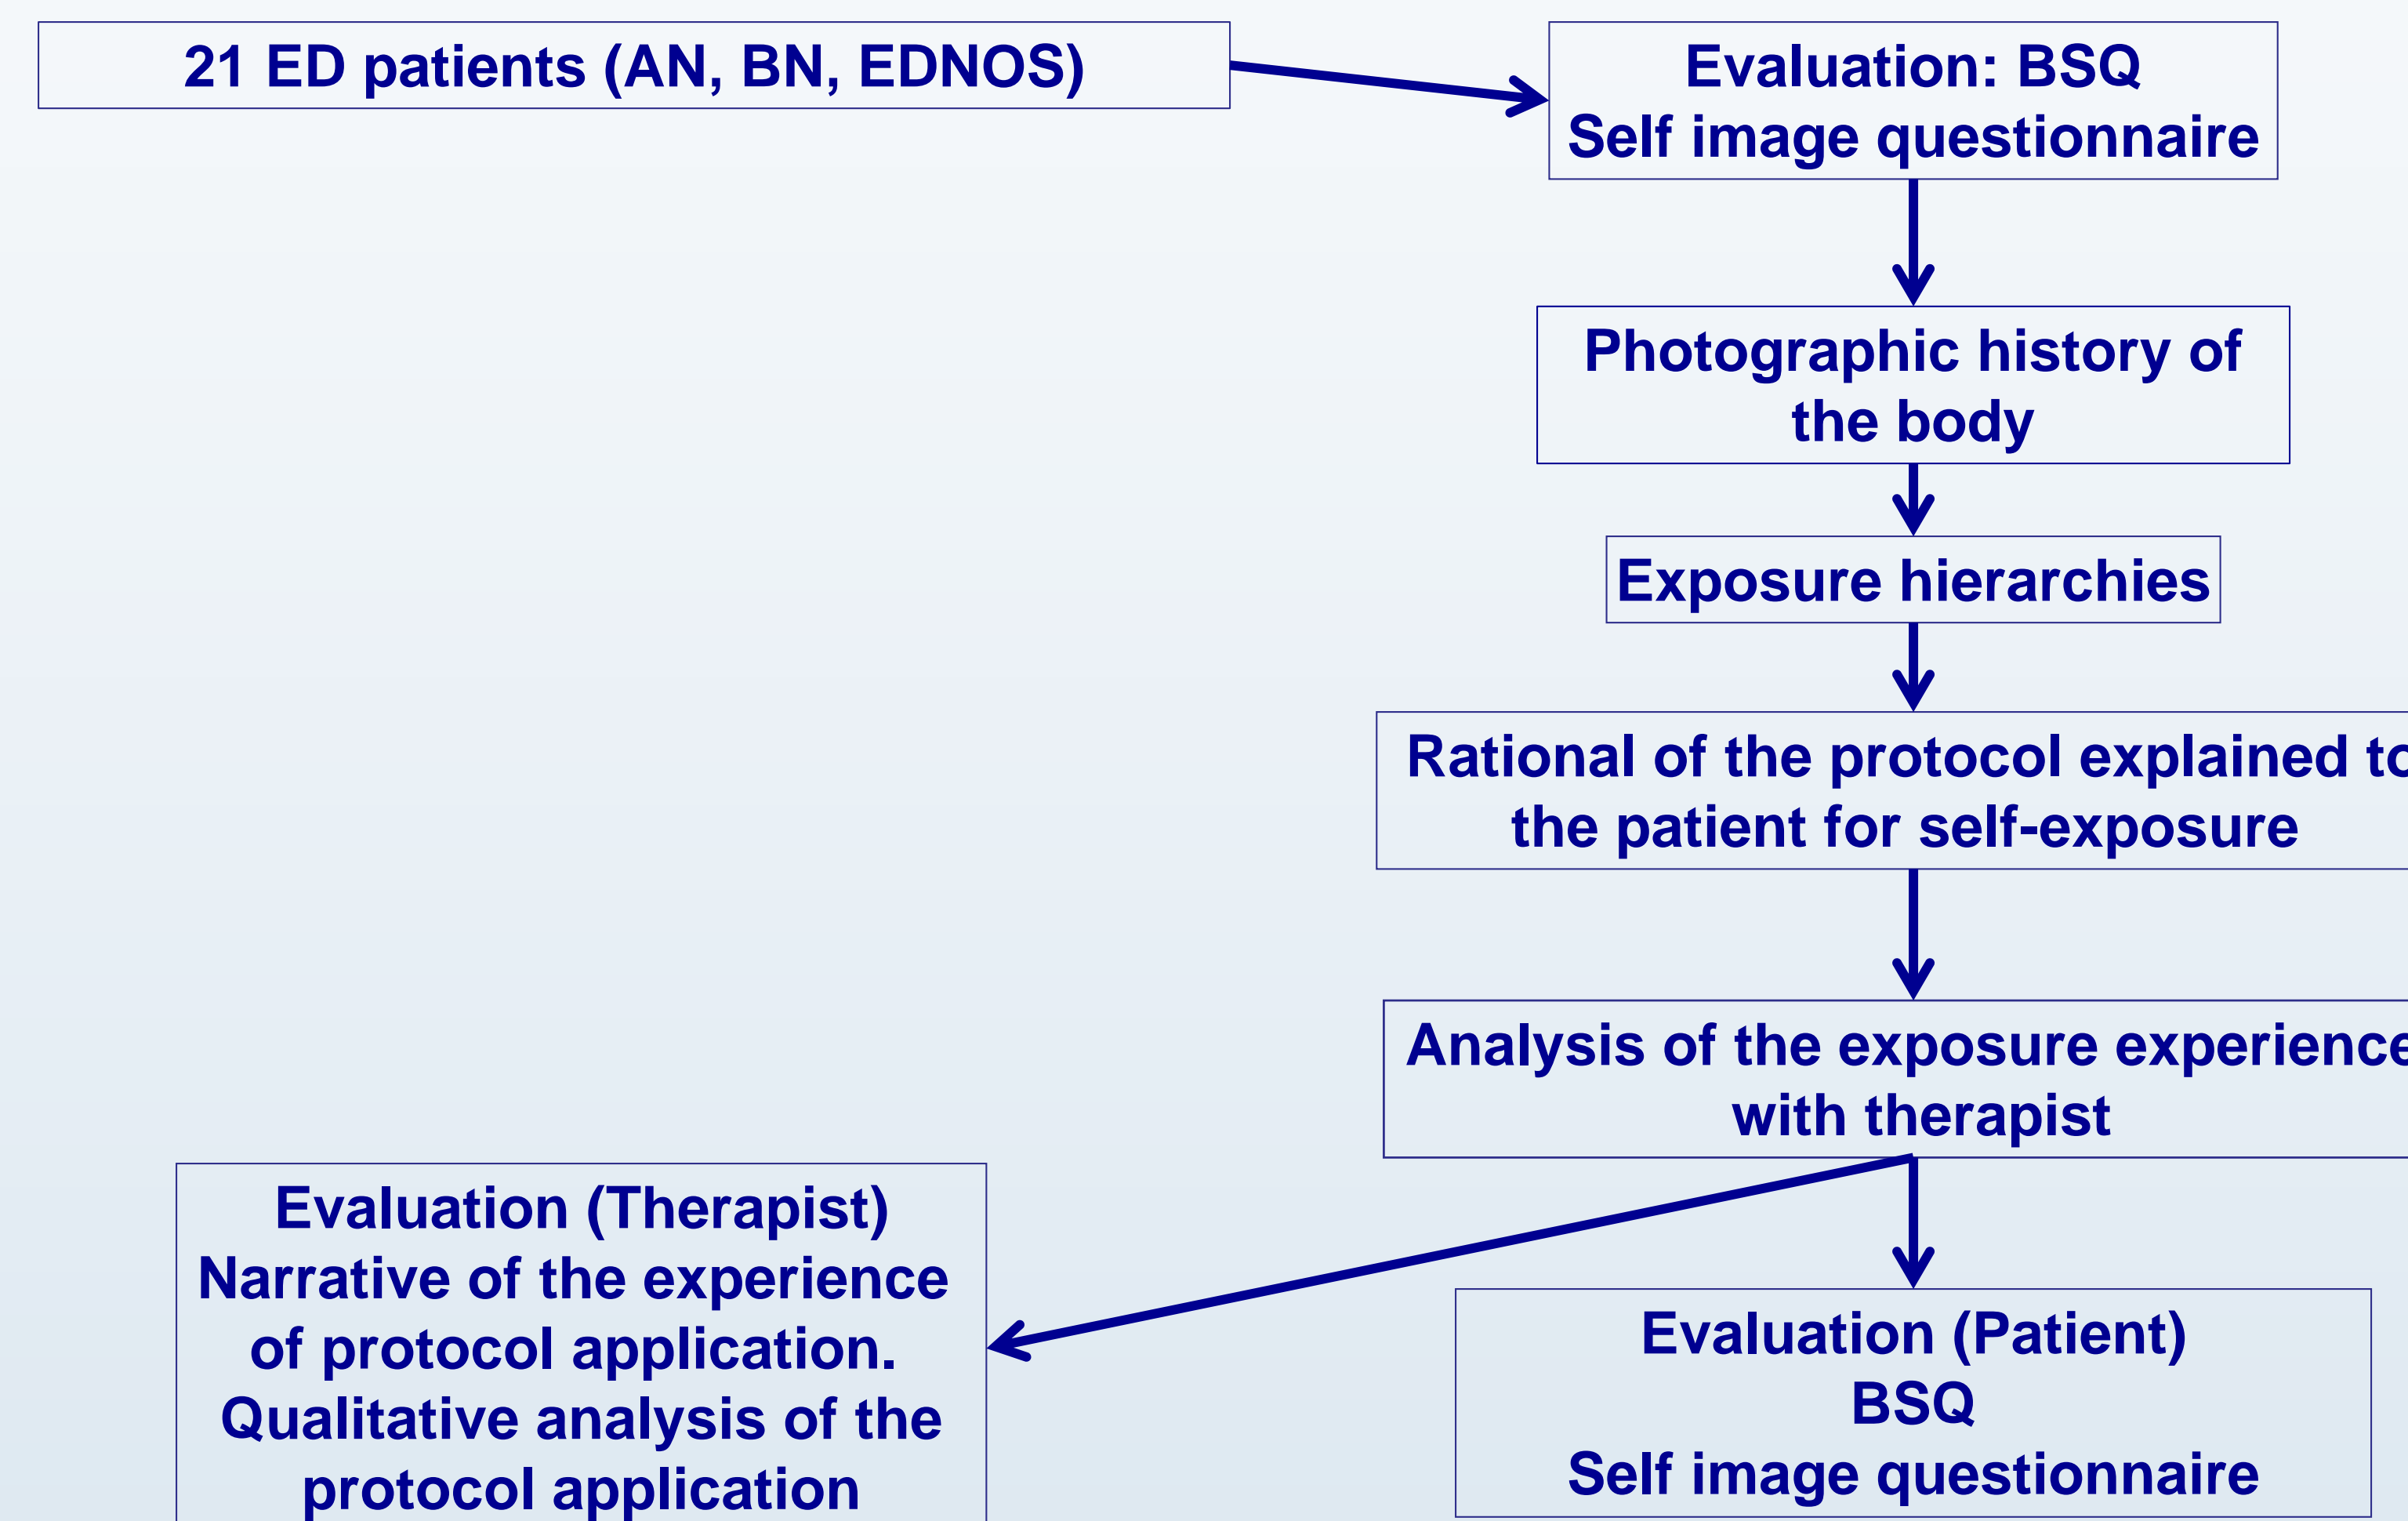 21 ED patients (AN, BN, EDNOS)
Evaluation: BSQ
Self image questionnaire
Photographic history of
the body
Exposure hierarchies
Rational of the protocol explained to
the patient for self-exposure
Analysis of the exposure experience
with therapist
Evaluation (Therapist)
Narrative of the experience
of protocol application.
Qualitative analysis of the
protocol application
Evaluation (Patient)
BSQ
Self image questionnaire